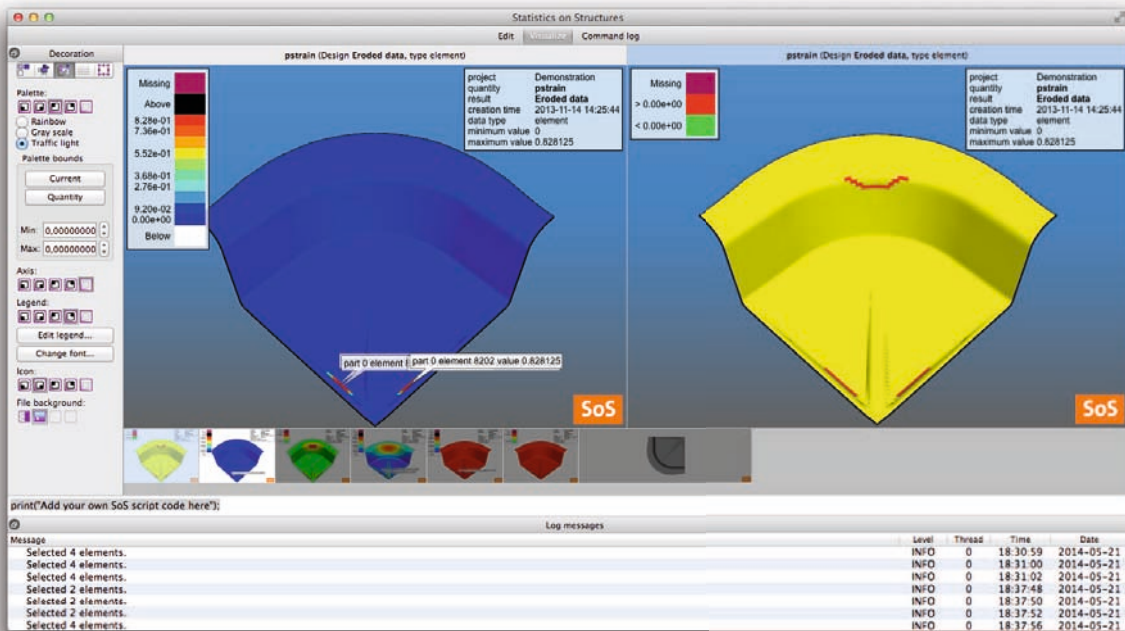 Statistics on Structures
Edit Visualize Command log
Decoration
Palette:
Rainbow
Gray scale
Traffic light
Palette bounds
Current
Quantity
Min: 0,00000000
Max: 0,00000000
Axis:
Legend:
Edit legend...
Change font...
Icon:
File background:
pstrain (Design Eroded data, type element)
Missing
Above
8.28e-01
7.36e-01
5.52e-01
3.68e-01
2.76e-01
9.20e-02
0.00e+00
Below
project Demonstration
quantity pstrain
result Eroded data
creation time 2013-11-14 14:25:44
data type element
minimum value 0
maximum value 0.828125
part 0 element 8
part 0 element 8202 value 0.828125
SoS
pstrain (Design Eroded data, type element)
Missing
> 0.00e+00
< 0.00e+00
project Demonstration
quantity pstrain
result Eroded data
creation time 2013-11-14 14:25:44
data type element
minimum value 0
maximum value 0.828125
SoS
print("Add your own SoS script code here");
Log messages
Message Level Thread Time Date
Selected 4 elements. INFO 0 18:30:59 2014-05-21
Selected 4 elements. INFO 0 18:31:00 2014-05-21
Selected 4 elements. INFO 0 18:31:02 2014-05-21
Selected 2 elements. INFO 0 18:37:48 2014-05-21
Selected 2 elements. INFO 0 18:37:50 2014-05-21
Selected 2 elements. INFO 0 18:37:52 2014-05-21
Selected 4 elements. INFO 0 18:37:56 2014-05-21